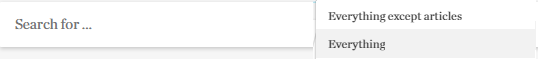 Search for ...
Everything except articles
Everything